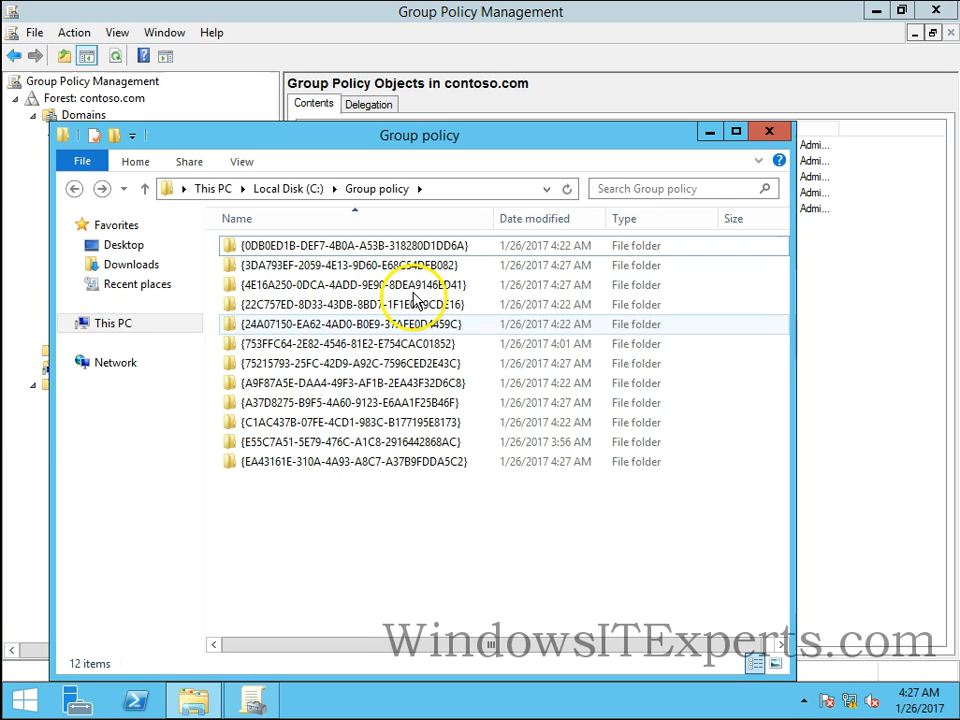 Group Policy Management
File Action View Window Help
Group Policy Management
Forest: contoso.com
Domains
Group Policy Objects in contoso.com
Contents Delegation
Admi...
Admi...
Admi...
Admi...
Admi...
Group policy
File Home Share View
This PC Local Disk (C:) Group policy
Search Group policy
Favorites
Desktop
Downloads
Recent places
This PC
Network
Name Date modified Type Size
{0DB0ED1B-DEF7-4B0A-A53B-318280D1DD6A} 1/26/2017 4:22 AM File folder
{3DA793EF-2059-4E13-9D60-E68C54DEB082} 1/26/2017 4:27 AM File folder
{4E16A250-0DCA-4ADD-9E90-8DEA9146ED41} 1/26/2017 4:27 AM File folder
1/26/2017 4:22 AM File folder
{24A07150-EA62-4AD0-B0E9-37AFE0D4459C} 1/26/2017 4:22 AM File folder
{753FFC64-2E02-4546-81E2-E754CAC01852} 1/26/2017 4:01 AM File folder
{75215793-25FC-42D9-A92C-7596CED2E43C} 1/26/2017 4:27 AM File folder
{A9F87A5E-DAA4-49F3-AF1B-2EA43F32D6C8} 1/26/2017 4:22 AM File folder
{A37D8275-B9F5-4A60-9123-E6AA1F25B46F} 1/26/2017 4:27 AM File folder
{C1AC437B-07FE-4CD1-983C-B177195E8173} 1/26/2017 4:22 AM File folder
{E55C7A51-5E79-476C-A1C8-2916442868AC} 1/26/2017 3:56 AM File folder
{EA43161E-310A-4A93-A8C7-A37B9FDDA5C2} 1/26/2017 4:27 AM File folder
12 items
WindowsITExperts.com
4:27 AM
1/26/2017